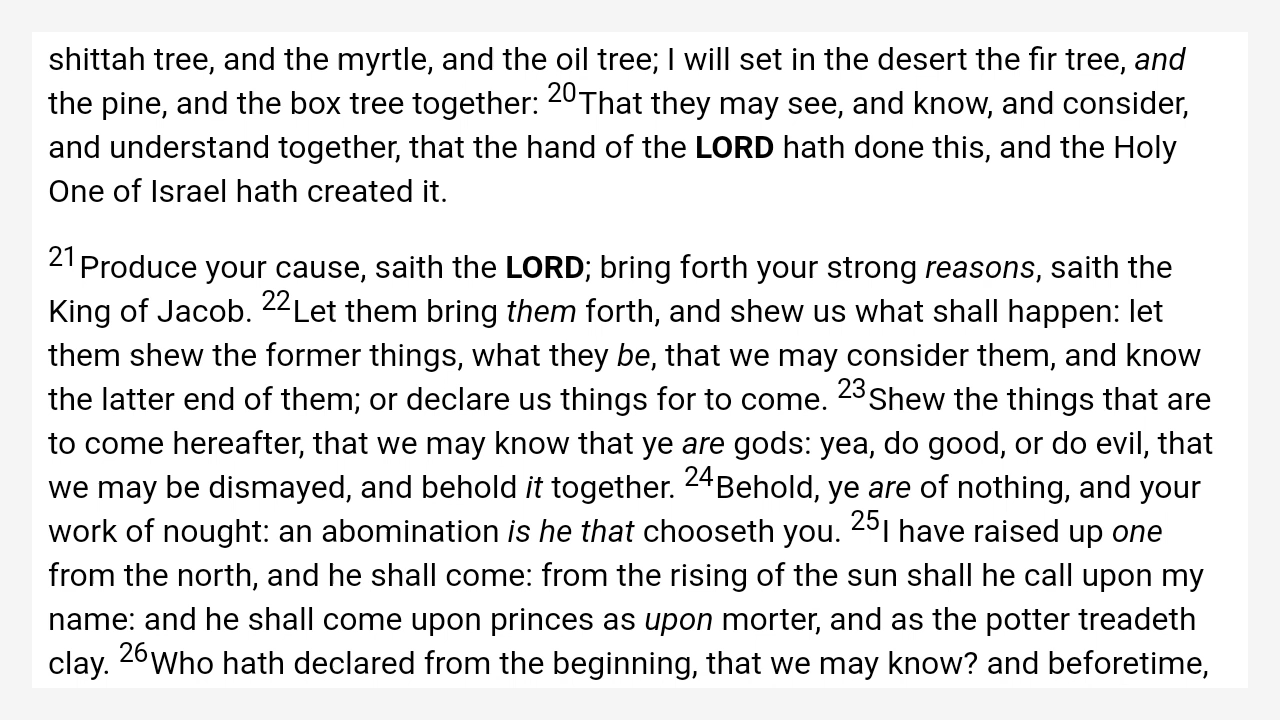 shittah tree, and the myrtle, and the oil tree; I will set in the desert the fir tree, and
the pine, and the box tree together: 20That they may see, and know, and consider,
and understand together, that the hand of the LORD hath done this, and the Holy
One of Israel hath created it.
21Produce your cause, saith the LORD; bring forth your strong reasons, saith the
King of Jacob. 22Let them bring them forth, and shew us what shall happen: let
them shew the former things, what they be, that we may consider them, and know
the latter end of them; or declare us things for to come. 23Shew the things that are
to come hereafter, that we may know that ye are gods: yea, do good, or do evil, that
we may be dismayed, and behold it together. 24Behold, ye are of nothing, and your
work of nought: an abomination is he that chooseth you. 25I have raised up one
from the north, and he shall come: from the rising of the sun shall he call upon my
name: and he shall come upon princes as upon morter, and as the potter treadeth
clay. 26Who hath declared from the beginning, that we may know? and beforetime,